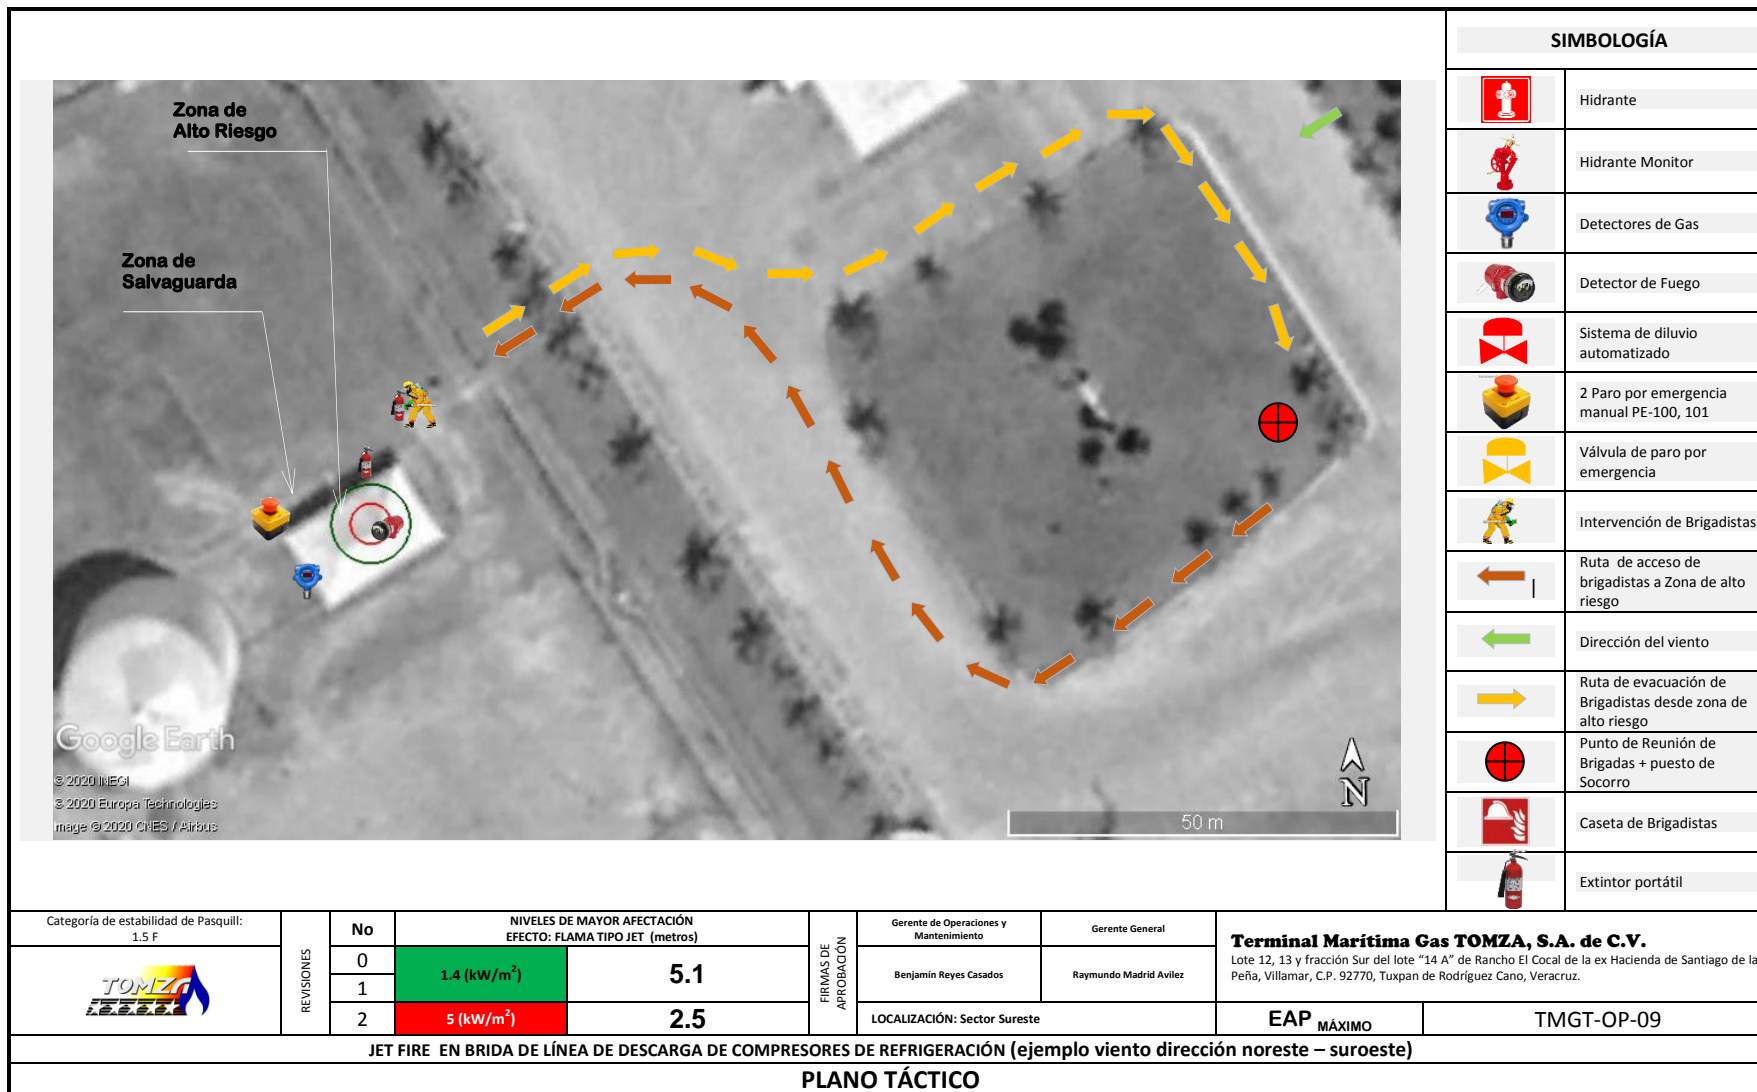 SIMBOLOGÍA
Zona de
Alto Riesgo
Zona de
Salvaguarda
Google Earth
© 2020 INEGI
© 2020 Europa Technologies
Image © 2020 CNES / Airbus
N
50 m
Hidrante
Hidrante Monitor
Detectores de Gas
Detector de Fuego
Sistema de diluvio
automatizado
2 Paro por emergencia
manual PE-100, 101
Válvula de paro por
emergencia
Intervención de Brigadistas
Ruta de acceso de
brigadistas a Zona de alto
riesgo
Dirección del viento
Ruta de evacuación de
Brigadistas desde zona de
alto riesgo
Punto de Reunión de
Brigadas + puesto de
Socorro
Caseta de Brigadistas
Extintor portátil
Categoría de estabilidad de Pasquill:
1.5 F
TOMZA
REVISIONES
No
0
1
2
NIVELES DE MAYOR AFECTACIÓN
EFECTO: FLAMA TIPO JET (metros)
1.4 (kW/m²)
5.1
5 (kW/m²)
2.5
FIRMAS DE
APROBACIÓN
Gerente de Operaciones y
Mantenimiento
Gerente General
Benjamín Reyes Casados
Raymundo Madrid Avilez
LOCALIZACIÓN: Sector Sureste
Terminal Marítima Gas TOMZA, S.A. de C.V.
Lote 12, 13 y fracción Sur del lote “14 A” de Rancho El Cocal de la ex Hacienda de Santiago de la
Peña, Villamar, C.P. 92770, Tuxpan de Rodríguez Cano, Veracruz.
EAP MÁXIMO
TMGT-OP-09
JET FIRE EN BRIDA DE LÍNEA DE DESCARGA DE COMPRESORES DE REFRIGERACIÓN (ejemplo viento dirección noreste – suroeste)
PLANO TÁCTICO